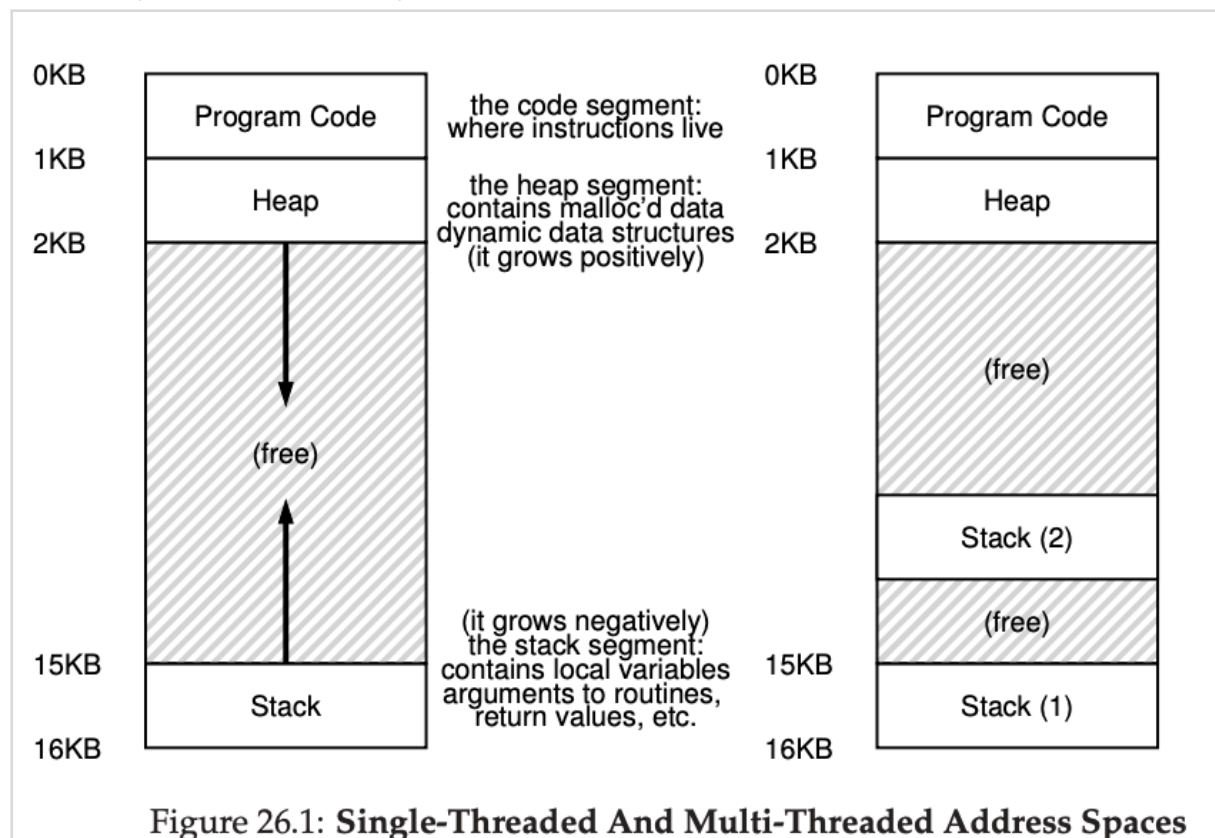 0KB
Program Code
1KB
Heap
2KB
(free)
15KB
Stack
16KB
the code segment:
where instructions live
the heap segment:
contains malloc'd data
dynamic data structures
(it grows positively)
(it grows negatively)
the stack segment:
contains local variables
arguments to routines,
return values, etc.
0KB
Program Code
1KB
Heap
2KB
(free)
Stack (2)
(free)
15KB
Stack (1)
16KB
Figure 26.1: Single-Threaded And Multi-Threaded Address Spaces